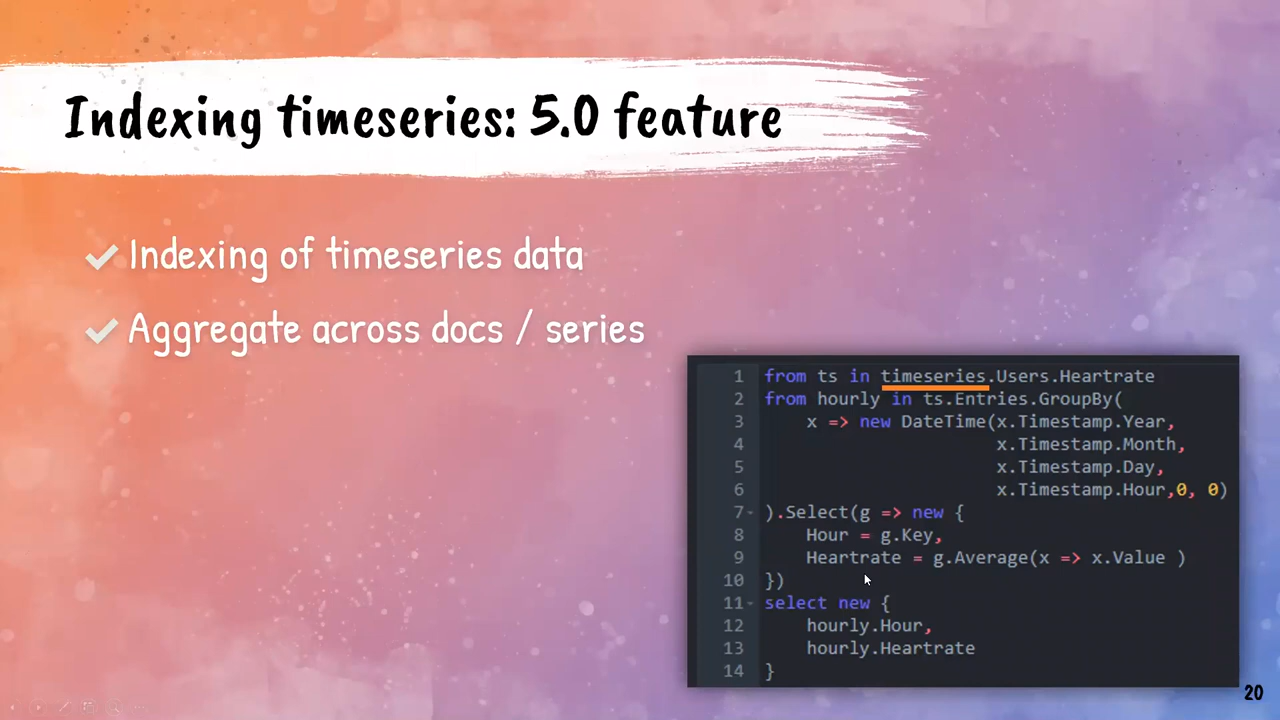 Indexing timeseries: 5.0 feature
Indexing of timeseries data
Aggregate across docs / series
1 from ts in timeseries.Users.Heartrate
2 from hourly in ts.Entries.GroupBy(
3     x => new DateTime(x.Timestamp.Year,
4                       x.Timestamp.Month,
5                       x.Timestamp.Day,
6                       x.Timestamp.Hour,0, 0)
7 ).Select(g => new {
8     Hour = g.Key,
9     Heartrate = g.Average(x => x.Value )
10 })
11 select new {
12     hourly.Hour,
13     hourly.Heartrate
14 }
20